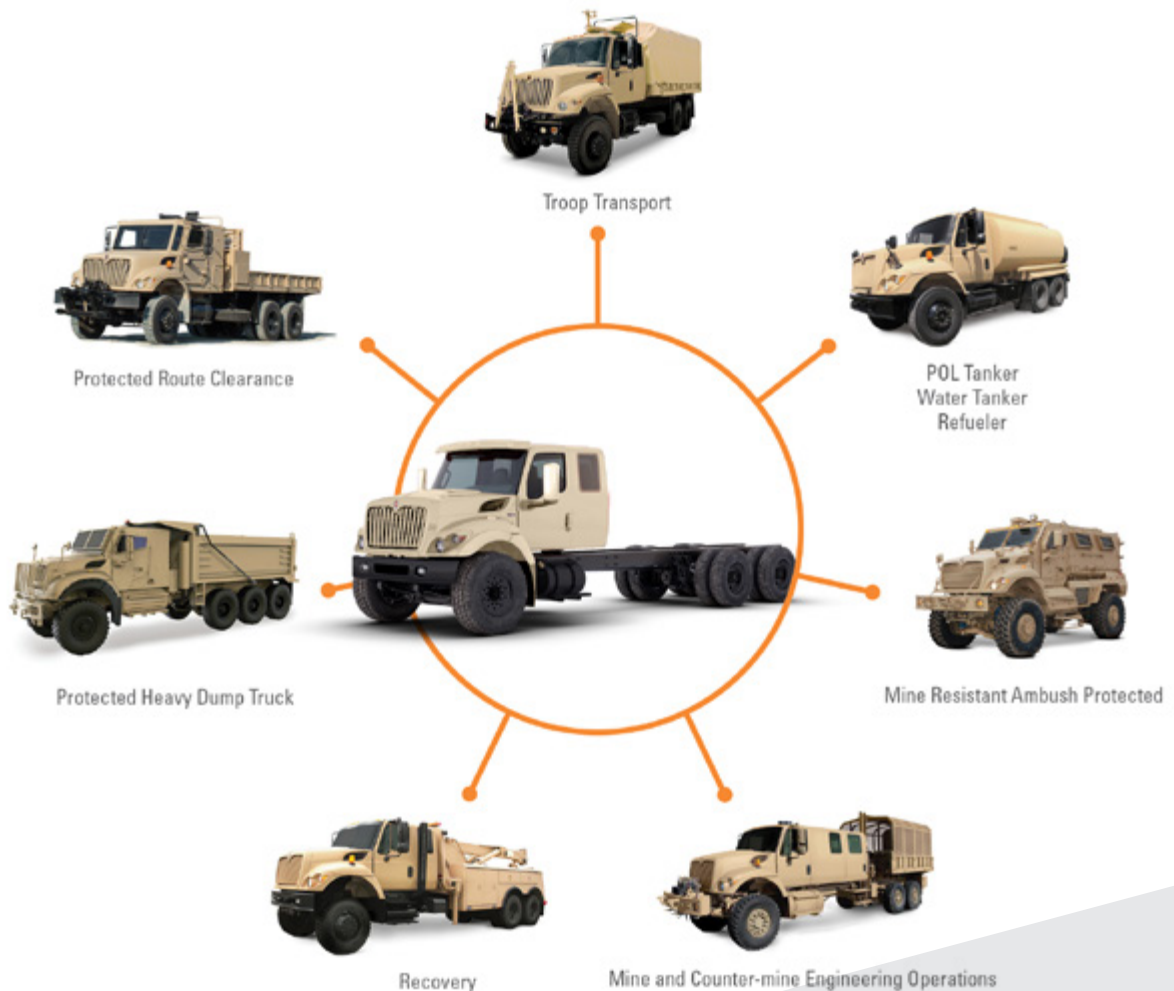 Troop Transport
POL Tanker
Water Tanker
Refueler
Protected Route Clearance
Mine Resistant Ambush Protected
Protected Heavy Dump Truck
Recovery
Mine and Counter-mine Engineering Operations